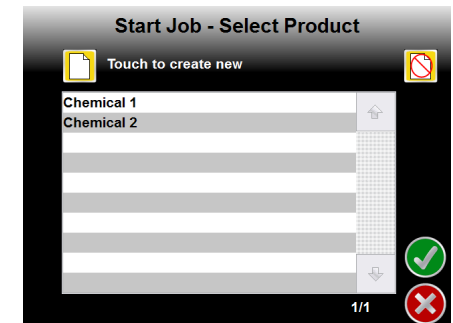 Start Job - Select Product
Touch to create new
Chemical 1
Chemical 2
1/1